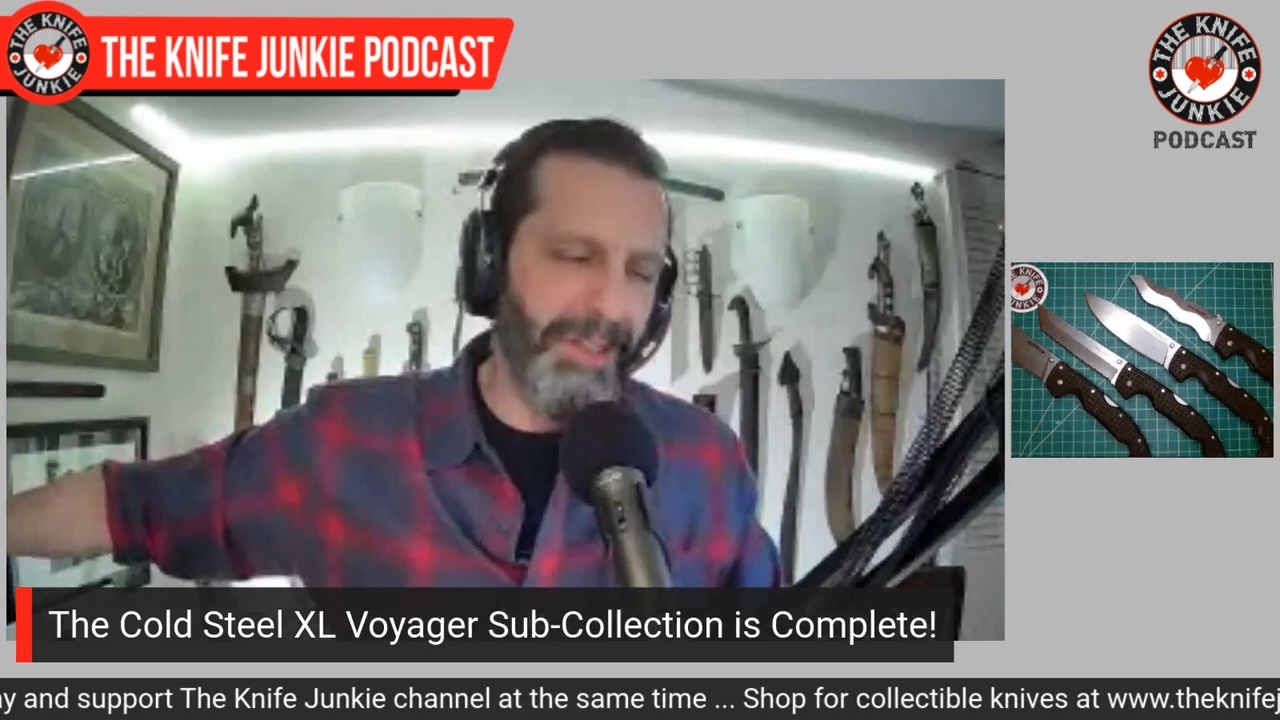 THE KNIFE
JUNKIE
THE KNIFE JUNKIE PODCAST
THE KNIFE
JUNKIE
PODCAST
The Cold Steel XL Voyager Sub-Collection is Complete!
and support The Knife Junkie channel at the same time ... Shop for collectible knives at www.theknifej